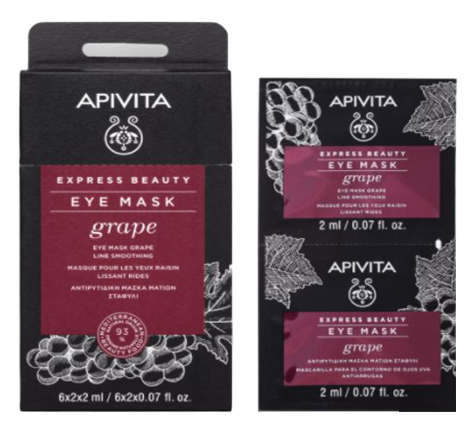 APIVITA
EXPRESS BEAUTY
EYE MASK
grape
EYE MASK GRAPE
LINE SMOOTHING
MASQUE POUR LES YEUX RAISIN
LISSANT RIDES
ΑΝΤΙΡΥΤΙΔΙΚΗ ΜΑΣΚΑ ΜΑΤΙΩΝ
ΣΤΑΦΥΛΙ
MEDITERRANEAN
93
%
BEAUTY FOOD
6x2x2 ml / 6x2x0.07 fl. oz.
APIVITA
EXPRESS BEAUTY
EYE MASK
grape
EYE MASK GRAPE
LINE SMOOTHING
MASQUE POUR LES YEUX RAISIN
LISSANT RIDES
2 ml / 0.07 fl. oz.
APIVITA
EXPRESS BEAUTY
EYE MASK
grape
ΑΝΤΙΡΥΤΙΔΙΚΗ ΜΑΣΚΑ ΜΑΤΙΩΝ ΣΤΑΦΥΛΙ
MASCARILLA PARA EL CONTORNO DE OJOS UVA
ANTIARRUGAS
2 ml / 0.07 fl. oz.